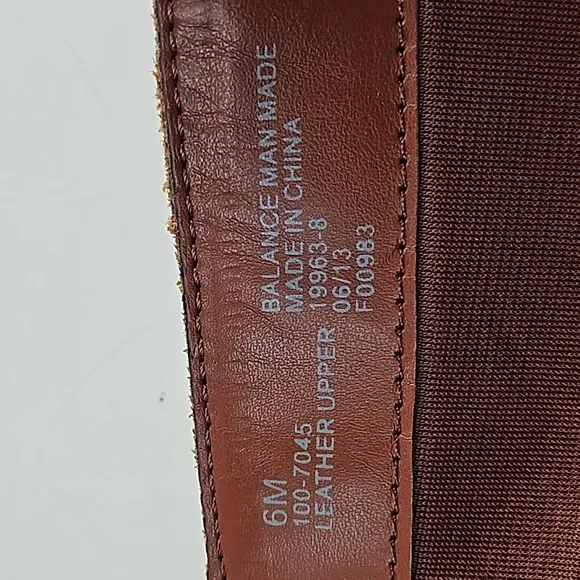 6M
100-7045
LEATHER UPPER
BALANCE MAN MADE
MADE IN CHINA
19963-8
06/13
F00983